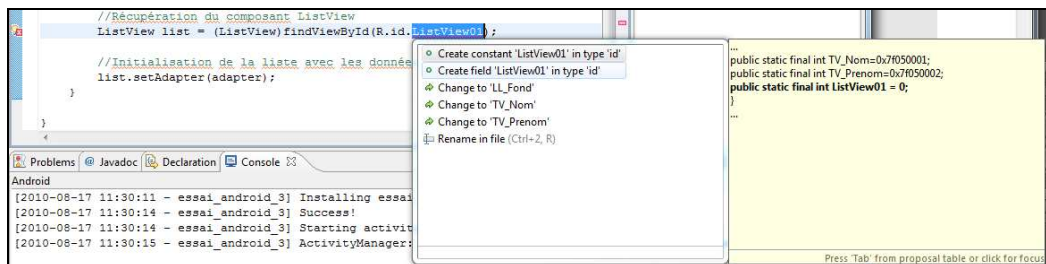 //Récupération du composant ListView
ListView list = (ListView)findViewById(R.id.ListView01);
//Initialisation de la liste avec les donnée
list.setAdapter(adapter);
}
}
Create constant 'ListView01' in type 'id'
Create field 'ListView01' in type 'id'
Change to 'LL_Fond'
Change to 'TV_Nom'
Change to 'TV_Prenom'
Rename in file (Ctrl+2, R)
...
public static final int TV_Nom=0x7f050001;
public static final int TV_Prenom=0x7f050002;
public static final int ListView01 = 0;
}
...
Press 'Tab' from proposal table or click for focus
Problems @ Javadoc Declaration Console
Android
[2010-08-17 11:30:11 - essai_android_3] Installing essai
[2010-08-17 11:30:14 - essai_android_3] Success!
[2010-08-17 11:30:14 - essai_android_3] Starting activit
[2010-08-17 11:30:15 - essai_android_3] ActivityManager: